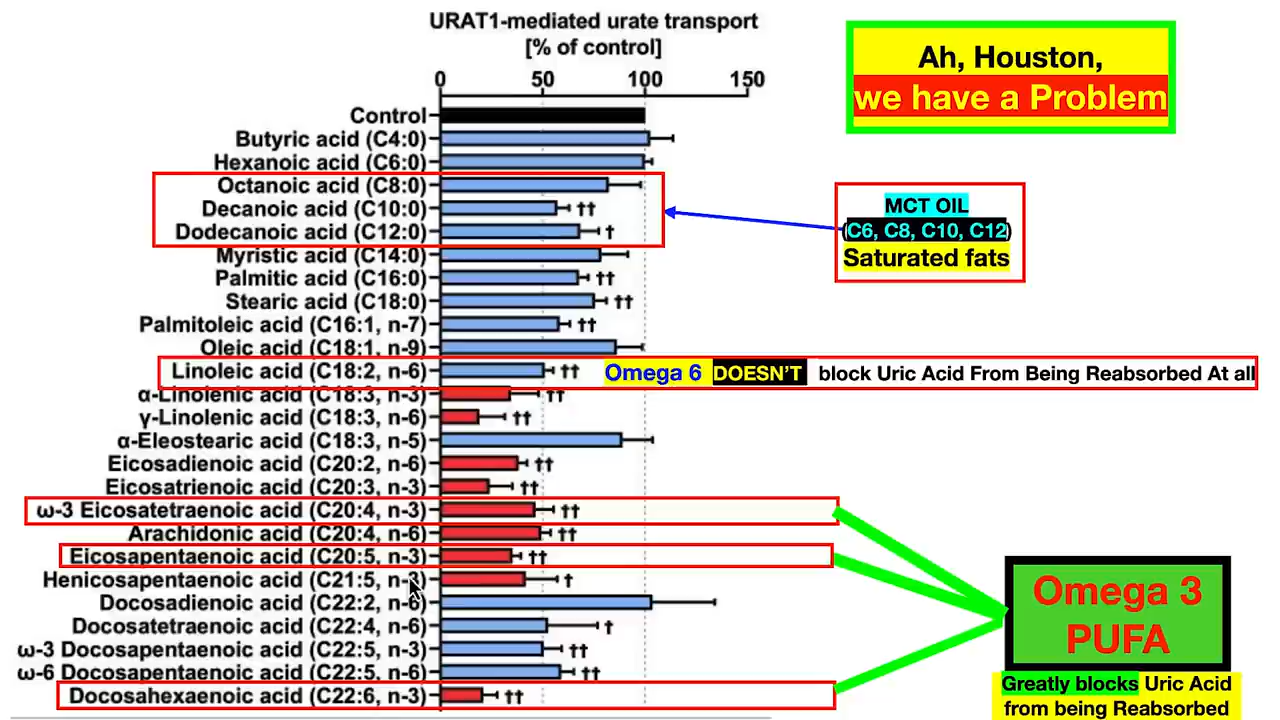 URAT1-mediated urate transport
[% of control]
0 50 100 150
Control
Butyric acid (C4:0)
Hexanoic acid (C6:0)
Octanoic acid (C8:0)
Decanoic acid (C10:0) ††
Dodecanoic acid (C12:0) †
Myristic acid (C14:0)
Palmitic acid (C16:0) ††
Stearic acid (C18:0) ††
Palmitoleic acid (C16:1, n-7) ††
Oleic acid (C18:1, n-9)
Linoleic acid (C18:2, n-6) ††
α-Linolenic acid (C18:3, n-3) ††
γ-Linolenic acid (C18:3, n-6) ††
α-Eleostearic acid (C18:3, n-5)
Eicosadienoic acid (C20:2, n-6) ††
Eicosatrienoic acid (C20:3, n-3) ††
ω-3 Eicosatetraenoic acid (C20:4, n-3) ††
Arachidonic acid (C20:4, n-6) ††
Eicosapentaenoic acid (C20:5, n-3) ††
Henicosapentaenoic acid (C21:5, n-3) †
Docosadienoic acid (C22:2, n-6)
Docosatetraenoic acid (C22:4, n-6) †
ω-3 Docosapentaenoic acid (C22:5, n-3) ††
ω-6 Docosapentaenoic acid (C22:5, n-6) ††
Docosahexaenoic acid (C22:6, n-3) ††
Ah, Houston,
we have a Problem
MCT OIL
(C6, C8, C10, C12)
Saturated fats
Omega 6 DOESN'T block Uric Acid From Being Reabsorbed At all
Omega 3
PUFA
Greatly blocks Uric Acid
from being Reabsorbed